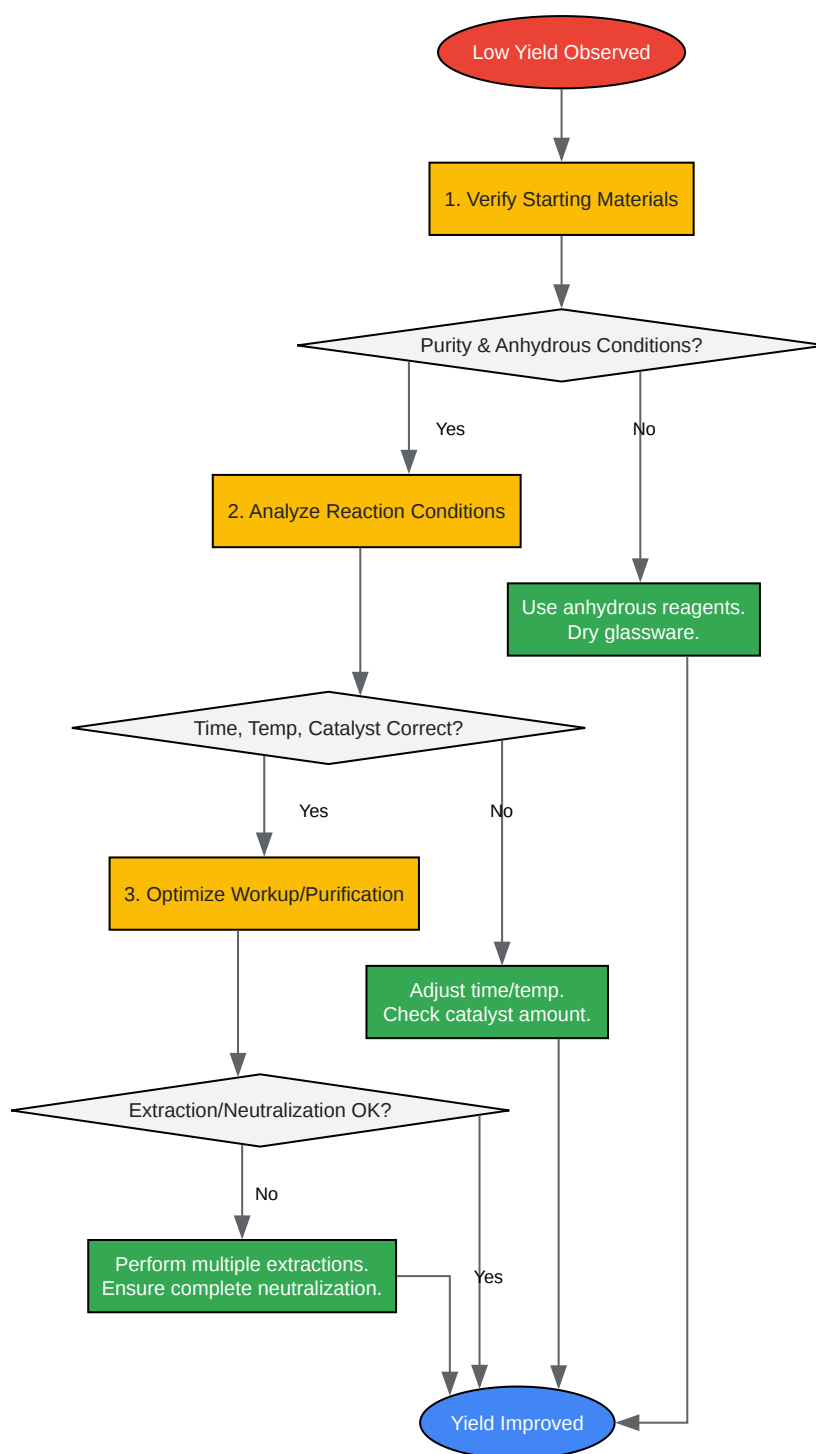 Low Yield Observed
1. Verify Starting Materials
Purity & Anhydrous Conditions?
Yes
No
2. Analyze Reaction Conditions
Use anhydrous reagents.
Dry glassware.
Time, Temp, Catalyst Correct?
Yes
No
3. Optimize Workup/Purification
Adjust time/temp.
Check catalyst amount.
Extraction/Neutralization OK?
No
Perform multiple extractions.
Ensure complete neutralization.
Yes
Yield Improved